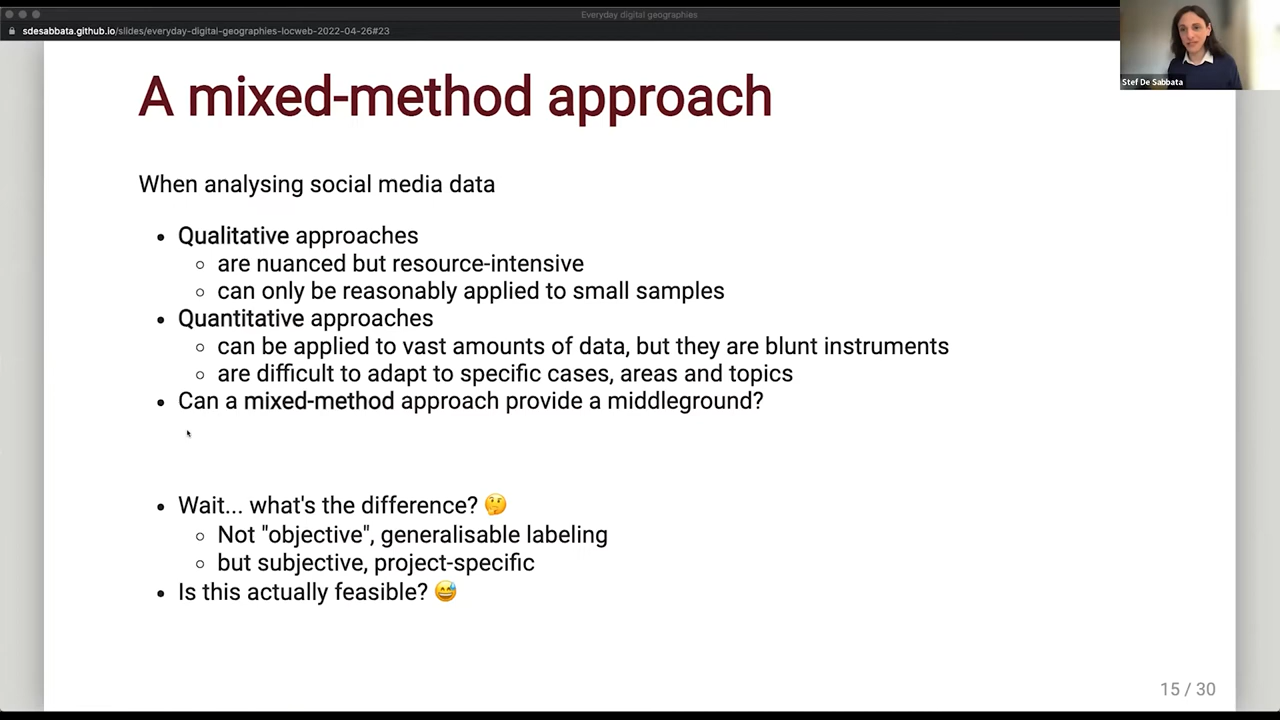 Everyday digital geographies
sdesabbata.github.io/slides/everyday-digital-geographies-locweb-2022-04-26#23
Stef De Sabbata
A mixed-method approach
When analysing social media data
• Qualitative approaches
○ are nuanced but resource-intensive
○ can only be reasonably applied to small samples
• Quantitative approaches
○ can be applied to vast amounts of data, but they are blunt instruments
○ are difficult to adapt to specific cases, areas and topics
• Can a mixed-method approach provide a middleground?
• Wait... what's the difference? 🤔
○ Not "objective", generalisable labeling
○ but subjective, project-specific
• Is this actually feasible? 😅
15 / 30